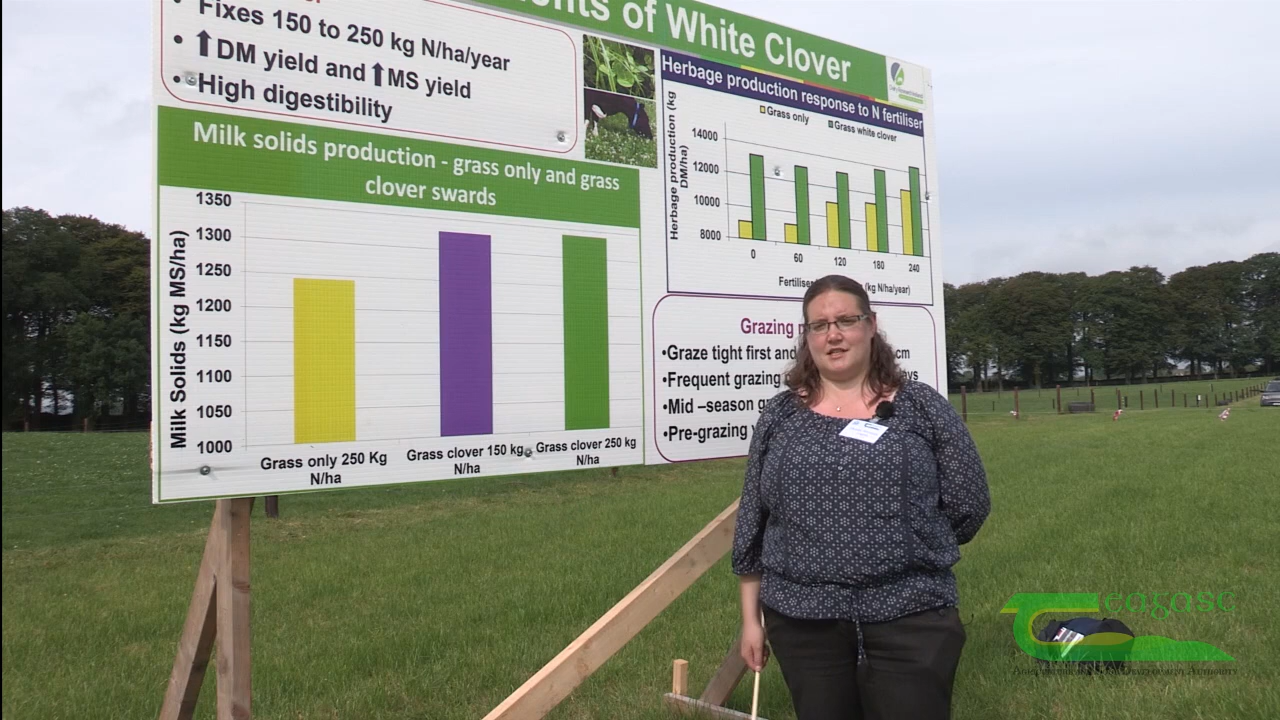 of White Clover
• Fixes 150 to 250 kg N/ha/year
• DM yield and MS yield
• High digestibility
Milk solids production - grass only and grass
clover swards
Milk Solids (kg MS/ha)
1350
1300
1250
1200
1150
1100
1050
1000
Grass only 250 Kg
N/ha
Grass clover 150 kg
N/ha
Grass clover 250 kg
N/ha
Herbage production response to N fertiliser
Grass only
Grass white clover
Herbage production (kg
DM/ha)
14000
12000
10000
8000
0
60
120
180
240
(kg N/ha/year)
Grazing
•Graze tight first and cm
•Frequent grazing
•Mid –season
•Pre-grazing
Teagasc